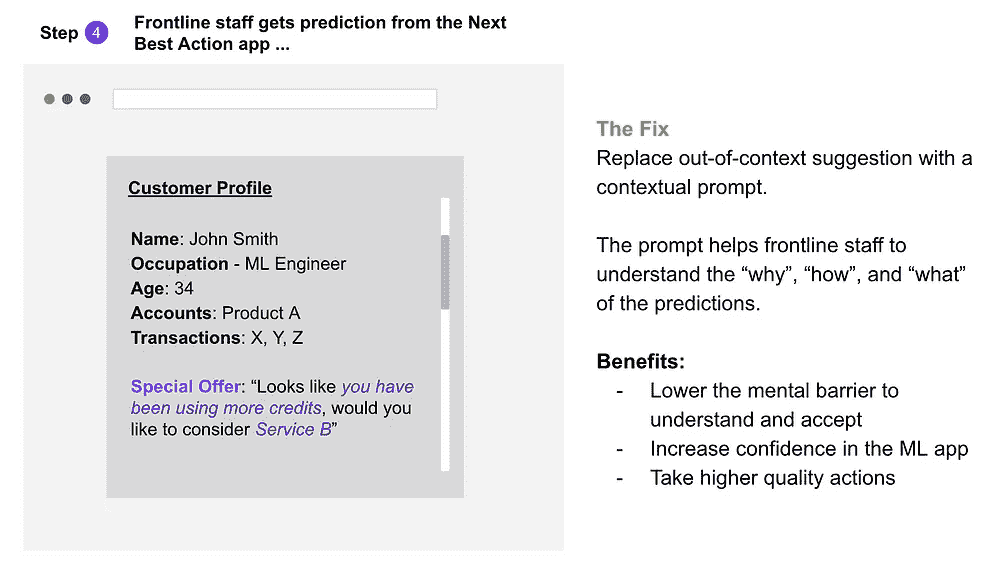 Step 4
Frontline staff gets prediction from the Next
Best Action app ...
Customer Profile
Name: John Smith
Occupation - ML Engineer
Age: 34
Accounts: Product A
Transactions: X, Y, Z
Special Offer: “Looks like you have
been using more credits, would you
like to consider Service B”
The Fix
Replace out-of-context suggestion with a
contextual prompt.
The prompt helps frontline staff to
understand the “why”, “how”, and “what”
of the predictions.
Benefits:
- Lower the mental barrier to
understand and accept
- Increase confidence in the ML app
- Take higher quality actions